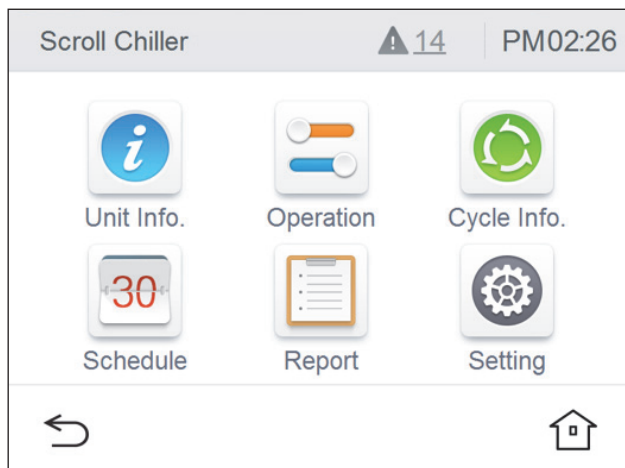 Scroll Chiller 14 PM02:26
Unit Info. Operation Cycle Info.
30
Schedule Report Setting